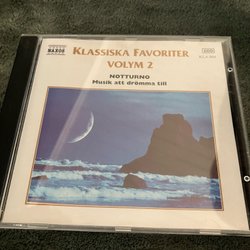 NAXOS
KLASSISKA FAVORITER
VOLYM 2
NOTTURNO
Musik att drömma till